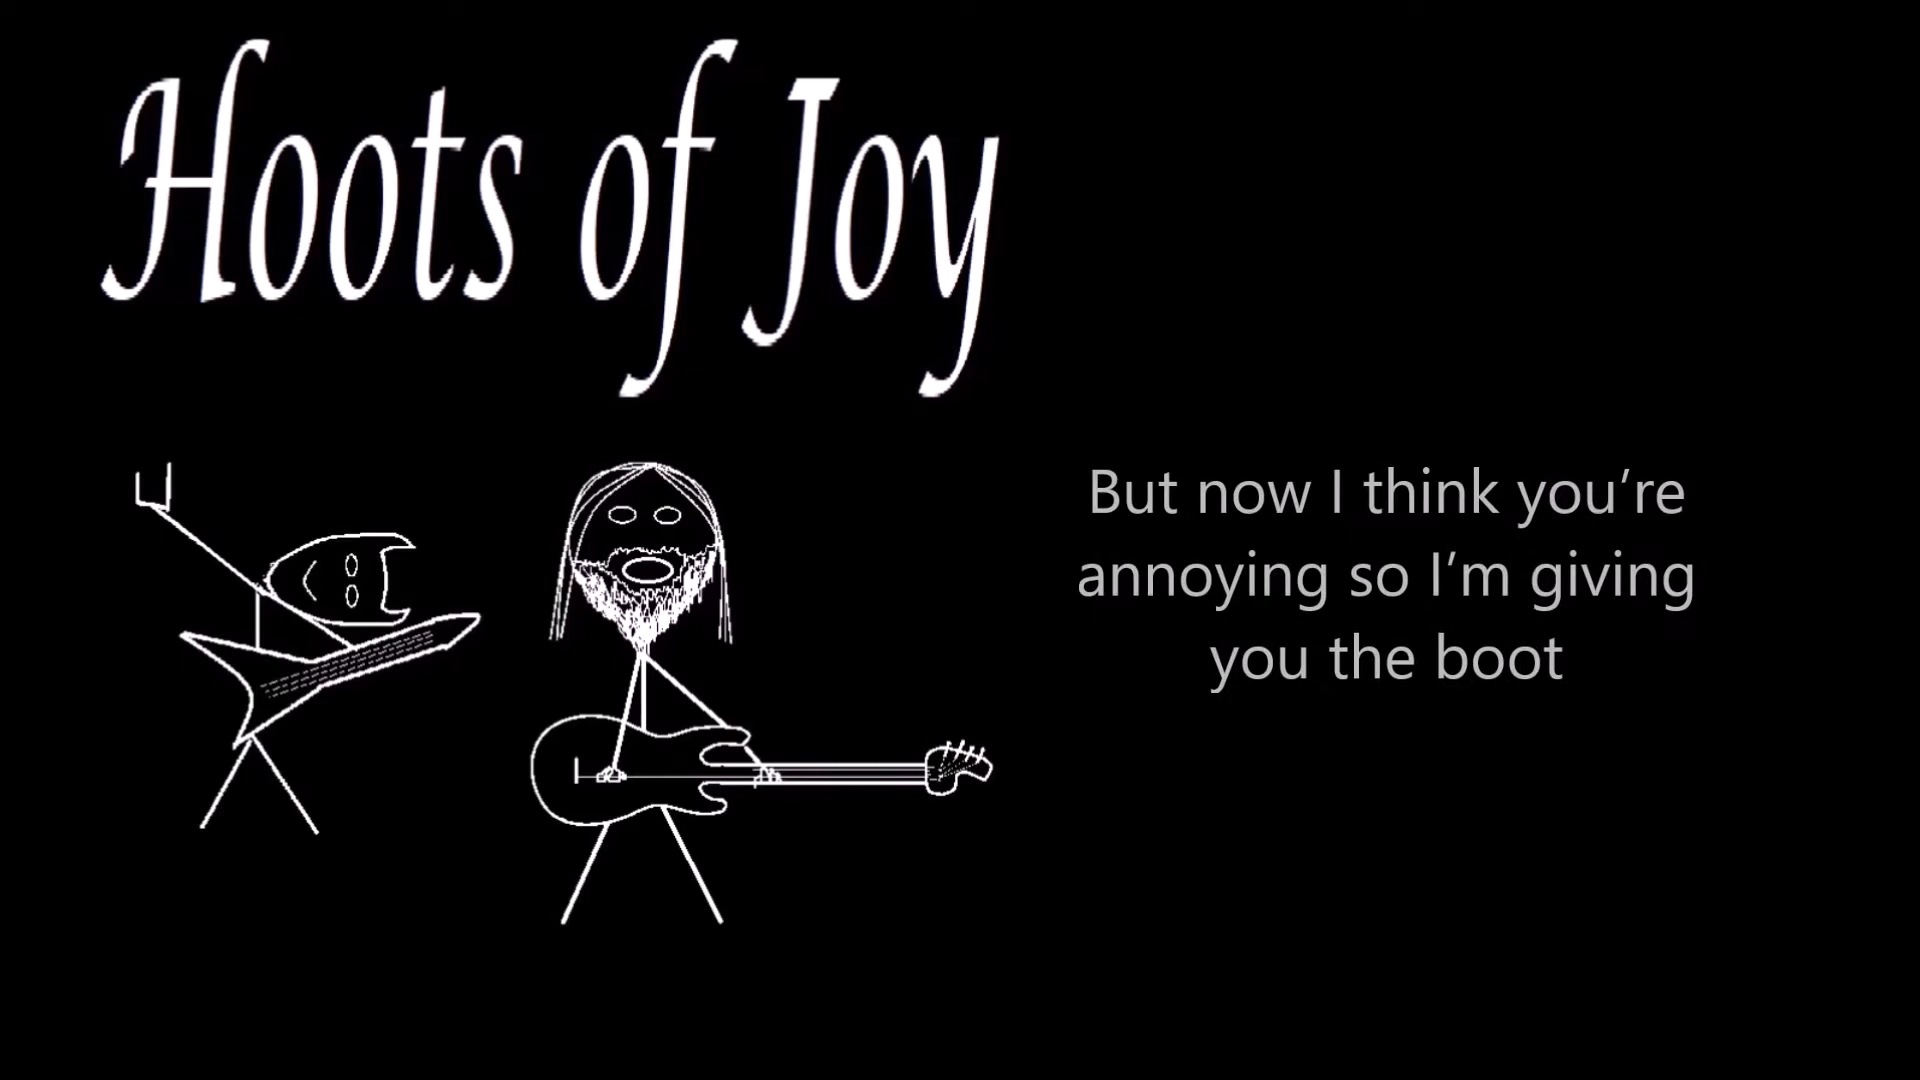 Hoots of Joy
But now I think you’re
annoying so I’m giving
you the boot